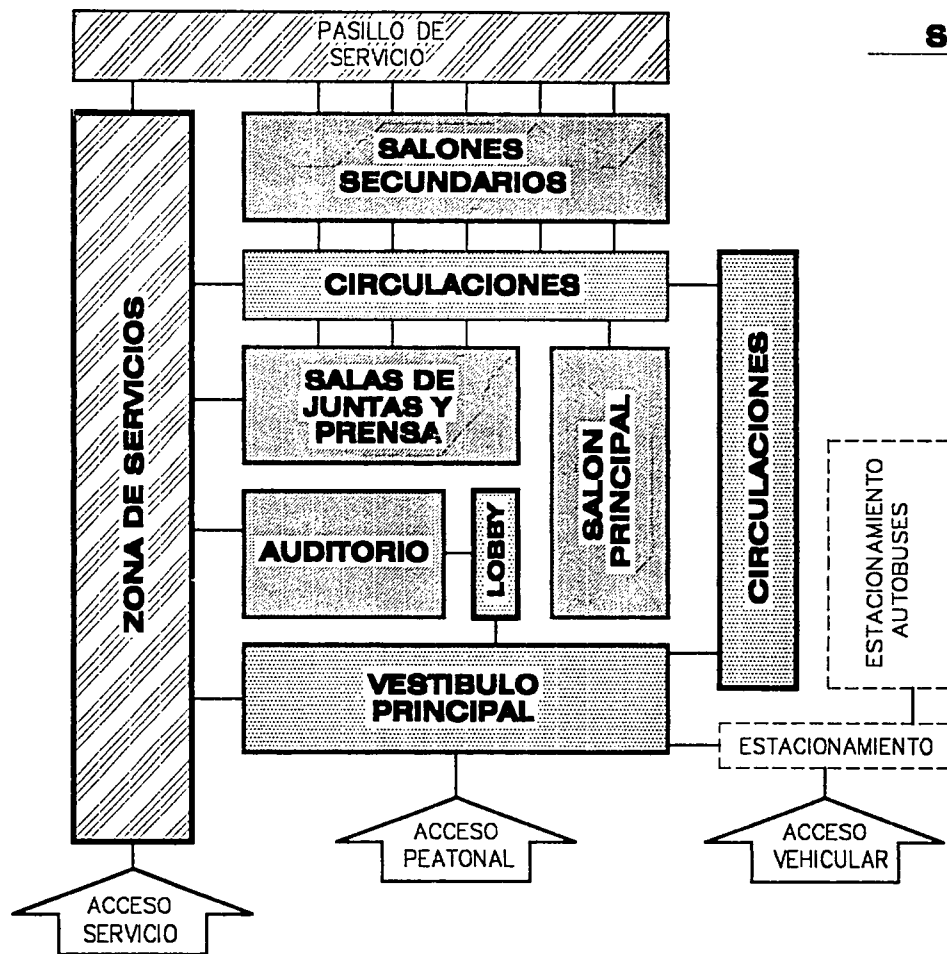 PASILLO DE
SERVICIO
S
SALONES
SECUNDARIOS
CIRCULACIONES
ZONA DE SERVICIOS
SALAS DE
JUNTAS Y
PRENSA
SALON
PRINCIPAL
CIRCULACIONES
ESTACIONAMIENTO
AUTOBUSES
AUDITORIO
LOBBY
VESTIBULO
PRINCIPAL
ESTACIONAMIENTO
ACCESO
PEATONAL
ACCESO
VEHICULAR
ACCESO
SERVICIO